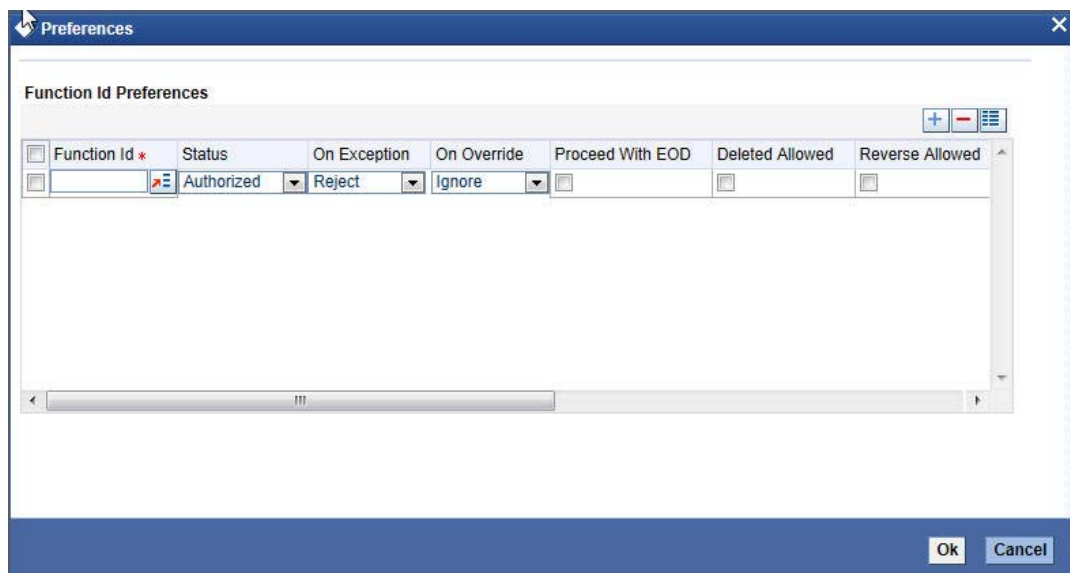 Preferences
Function Id Preferences
Function Id * Status On Exception On Override Proceed With EOD Deleted Allowed Reverse Allowed
Authorized Reject Ignore
Ok Cancel